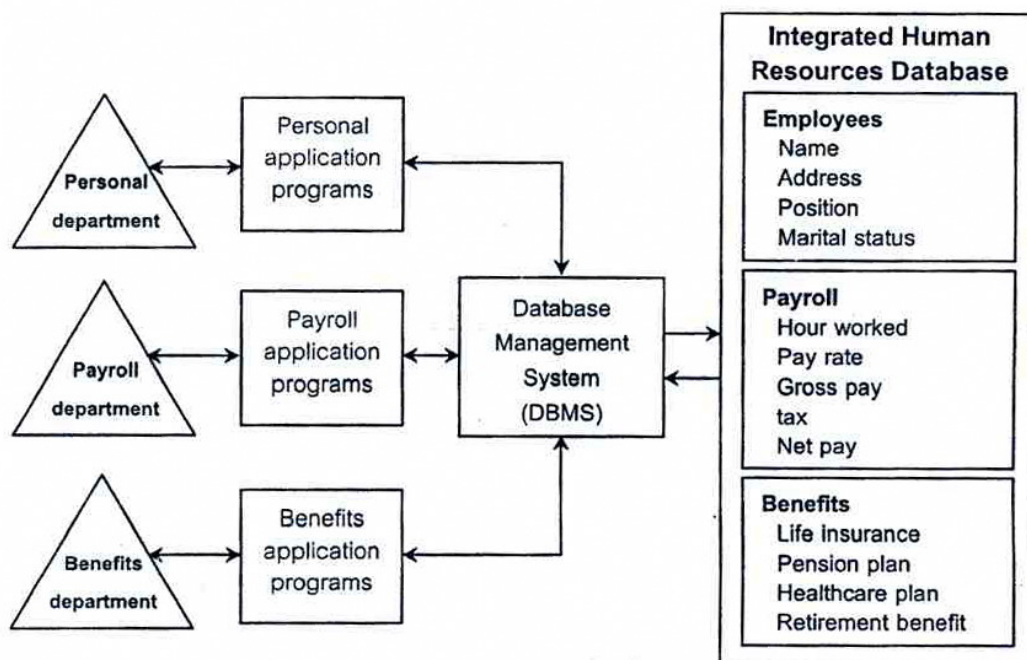 Integrated Human
Resources Database
Personal
department
Personal
application
programs
Employees
Name
Address
Position
Marital status
Payroll
department
Payroll
application
programs
Database
Management
System
(DBMS)
Payroll
Hour worked
Pay rate
Gross pay
tax
Net pay
Benefits
department
Benefits
application
programs
Benefits
Life insurance
Pension plan
Healthcare plan
Retirement benefit